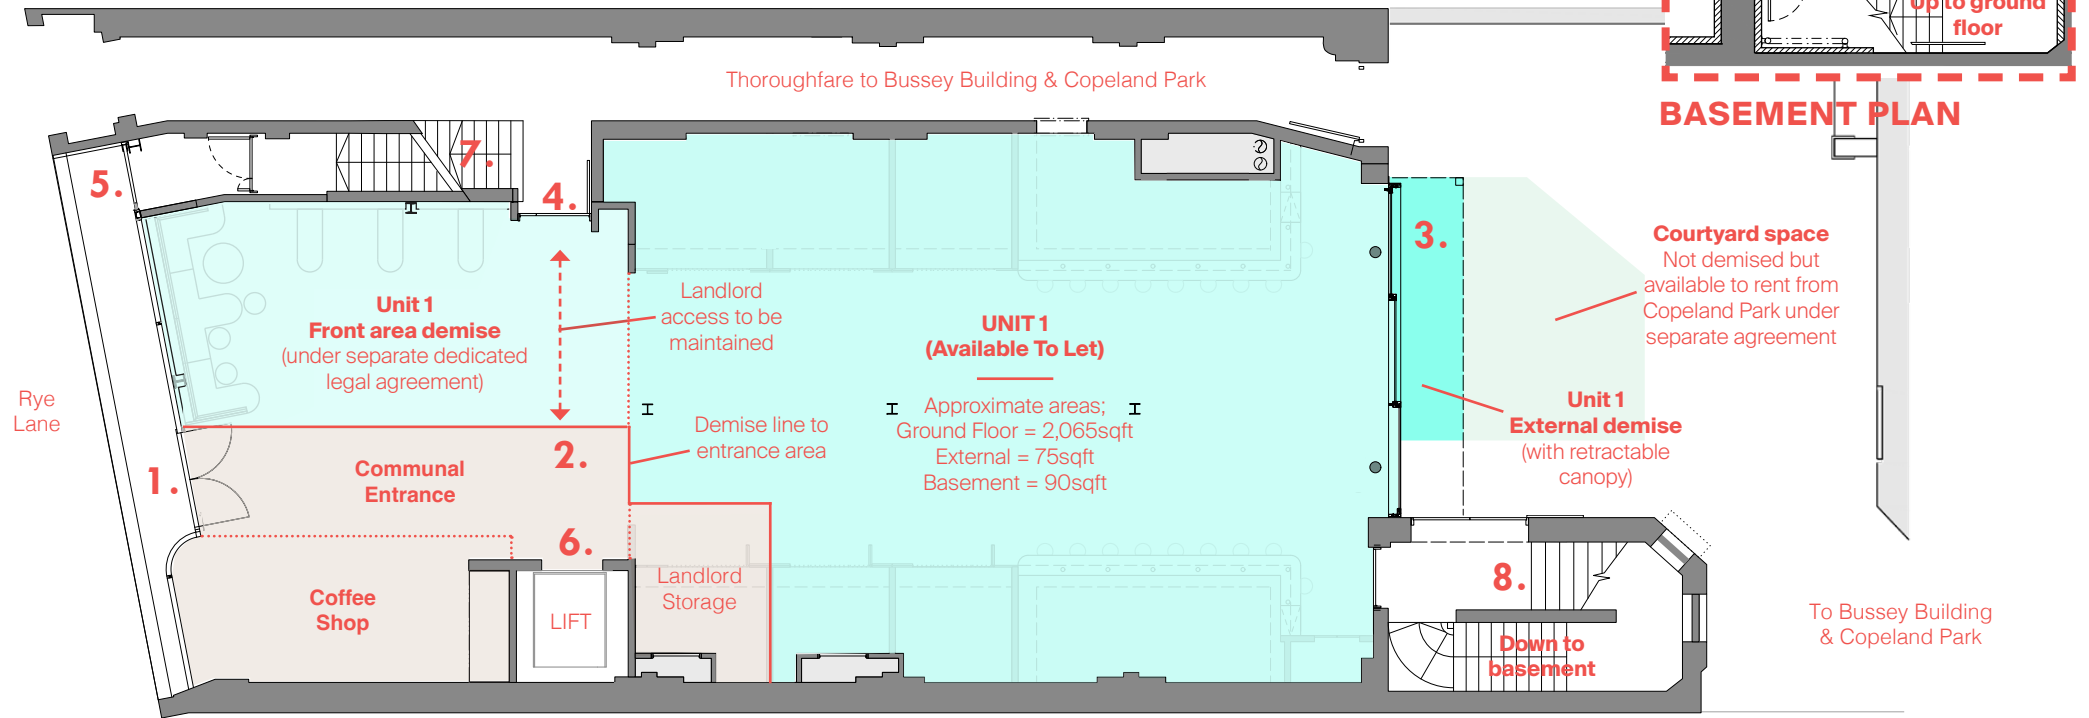 Up to ground
floor
BASEMENT PLAN
Thoroughfare to Bussey Building & Copeland Park
5.
7.
4.
3.
Courtyard space
Not demised but
available to rent from
Copeland Park under
separate agreement
Unit 1
Front area demise
(under separate dedicated
legal agreement)
Landlord
access to be
maintained
UNIT 1
(Available To Let)
Approximate areas;
Ground Floor = 2,065sqft
External = 75sqft
Basement = 90sqft
Rye
Lane
Demise line to
entrance area
Unit 1
External demise
(with retractable
canopy)
1.
2.
Communal
Entrance
6.
Coffee
Shop
LIFT
Landlord
Storage
8.
Down to
basement
To Bussey Building
& Copeland Park